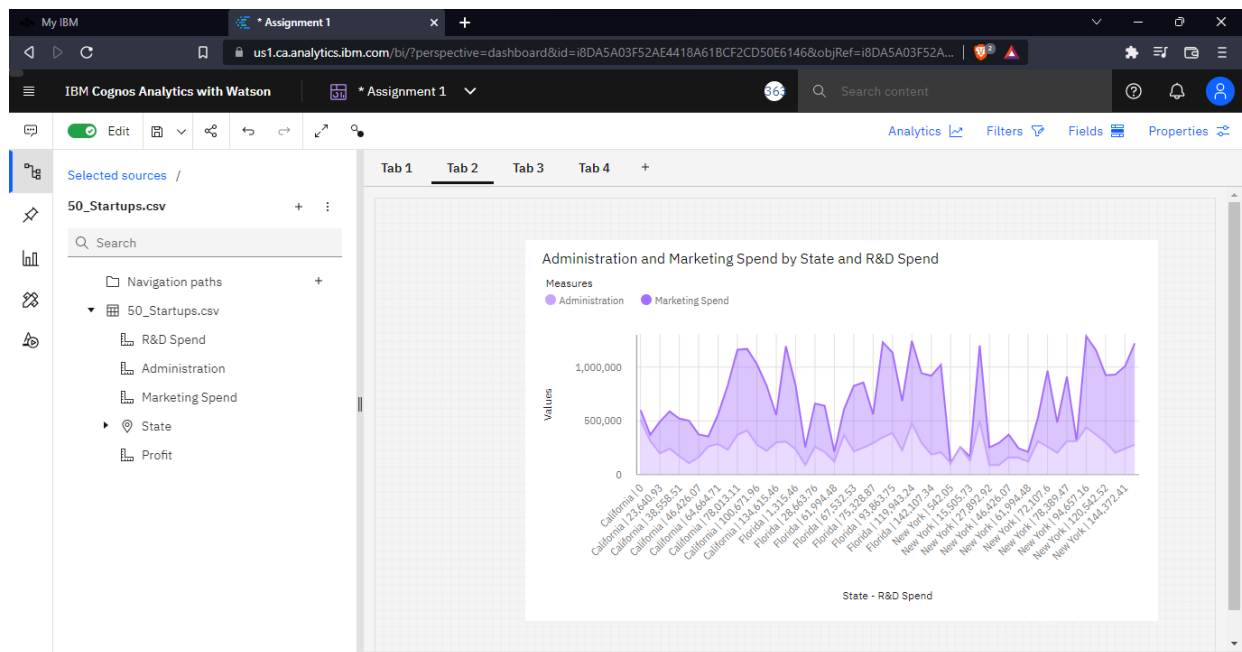 My IBM
* Assignment 1
us1.ca.analytics.ibm.com/bi/?perspective=dashboard&id=i8DA5A03F52AE4418A61BCF2CD50E6146&objRef=i8DA5A03F52A...
2
IBM Cognos Analytics with Watson
* Assignment 1
363
Search content
Edit
Analytics
Filters
Fields
Properties
Selected sources /
50_Startups.csv
Search
Navigation paths
50_Startups.csv
R&D Spend
Administration
Marketing Spend
State
Profit
Tab 1
Tab 2
Tab 3
Tab 4
+
Administration and Marketing Spend by State and R&D Spend
Measures
Administration
Marketing Spend
Values
1,000,000
500,000
0
California | 0
California | 23,640.93
California | 38,558.51
California | 46,426.07
California | 64,664.71
California | 78,013.11
California | 100,671.96
California | 134,615.46
Florida | 1,315.46
Florida | 28,663.76
Florida | 61,994.48
Florida | 67,532.53
Florida | 75,328.87
Florida | 93,863.75
Florida | 119,943.24
Florida | 142,107.34
New York | 542.05
New York | 15,505.73
New York | 27,892.92
New York | 46,426.07
New York | 61,994.48
New York | 72,107.6
New York | 78,389.47
New York | 94,657.16
New York | 120,542.52
New York | 144,372.41
State - R&D Spend